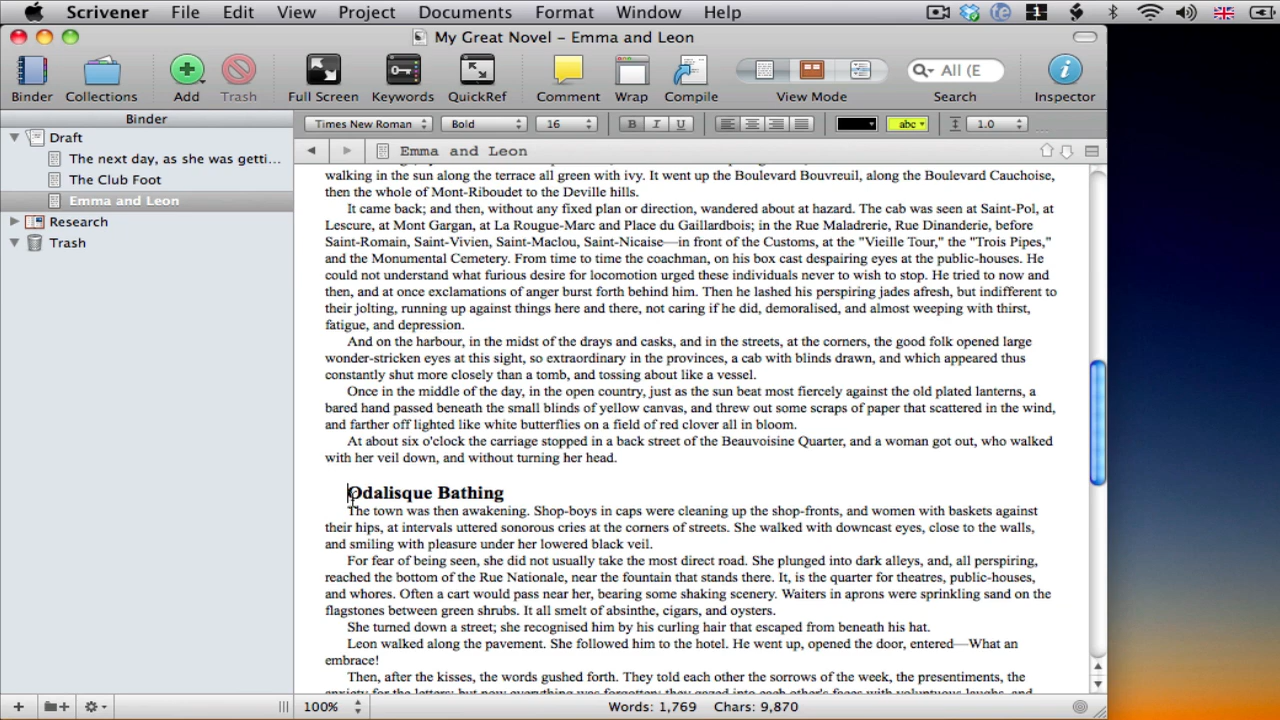 Scrivener File Edit View Project Documents Format Window Help
My Great Novel – Emma and Leon
Binder Collections Add Trash Full Screen Keywords QuickRef Comment Wrap Compile View Mode Search Inspector
All (E
Binder
Times New Roman Bold 16 B I U abc 1.0
Draft
The next day, as she was getti...
The Club Foot
Emma and Leon
Research
Trash
Emma and Leon
walking in the sun along the terrace all green with ivy. It went up the Boulevard Bouvreuil, along the Boulevard Cauchoise,
then the whole of Mont-Riboudet to the Deville hills.
It came back; and then, without any fixed plan or direction, wandered about at hazard. The cab was seen at Saint-Pol, at
Lescure, at Mont Gargan, at La Rougue-Marc and Place du Gaillardbois; in the Rue Maladrerie, Rue Dinanderie, before
Saint-Romain, Saint-Vivien, Saint-Maclou, Saint-Nicaise—in front of the Customs, at the "Vieille Tour," the "Trois Pipes,"
and the Monumental Cemetery. From time to time the coachman, on his box cast despairing eyes at the public-houses. He
could not understand what furious desire for locomotion urged these individuals never to wish to stop. He tried to now and
then, and at once exclamations of anger burst forth behind him. Then he lashed his perspiring jades afresh, but indifferent to
their jolting, running up against things here and there, not caring if he did, demoralised, and almost weeping with thirst,
fatigue, and depression.
And on the harbour, in the midst of the drays and casks, and in the streets, at the corners, the good folk opened large
wonder-stricken eyes at this sight, so extraordinary in the provinces, a cab with blinds drawn, and which appeared thus
constantly shut more closely than a tomb, and tossing about like a vessel.
Once in the middle of the day, in the open country, just as the sun beat most fiercely against the old plated lanterns, a
bared hand passed beneath the small blinds of yellow canvas, and threw out some scraps of paper that scattered in the wind,
and farther off lighted like white butterflies on a field of red clover all in bloom.
At about six o'clock the carriage stopped in a back street of the Beauvoisine Quarter, and a woman got out, who walked
with her veil down, and without turning her head.
Odalisque Bathing
The town was then awakening. Shop-boys in caps were cleaning up the shop-fronts, and women with baskets against
their hips, at intervals uttered sonorous cries at the corners of streets. She walked with downcast eyes, close to the walls,
and smiling with pleasure under her lowered black veil.
For fear of being seen, she did not usually take the most direct road. She plunged into dark alleys, and, all perspiring,
reached the bottom of the Rue Nationale, near the fountain that stands there. It, is the quarter for theatres, public-houses,
and whores. Often a cart would pass near her, bearing some shaking scenery. Waiters in aprons were sprinkling sand on the
flagstones between green shrubs. It all smelt of absinthe, cigars, and oysters.
She turned down a street; she recognised him by his curling hair that escaped from beneath his hat.
Leon walked along the pavement. She followed him to the hotel. He went up, opened the door, entered—What an
embrace!
Then, after the kisses, the words gushed forth. They told each other the sorrows of the week, the presentiments, the
anxiety for the letters; but now everything was forgotten; they gazed into each other's faces with voluptuous laughs, and
100% Words: 1,769 Chars: 9,870